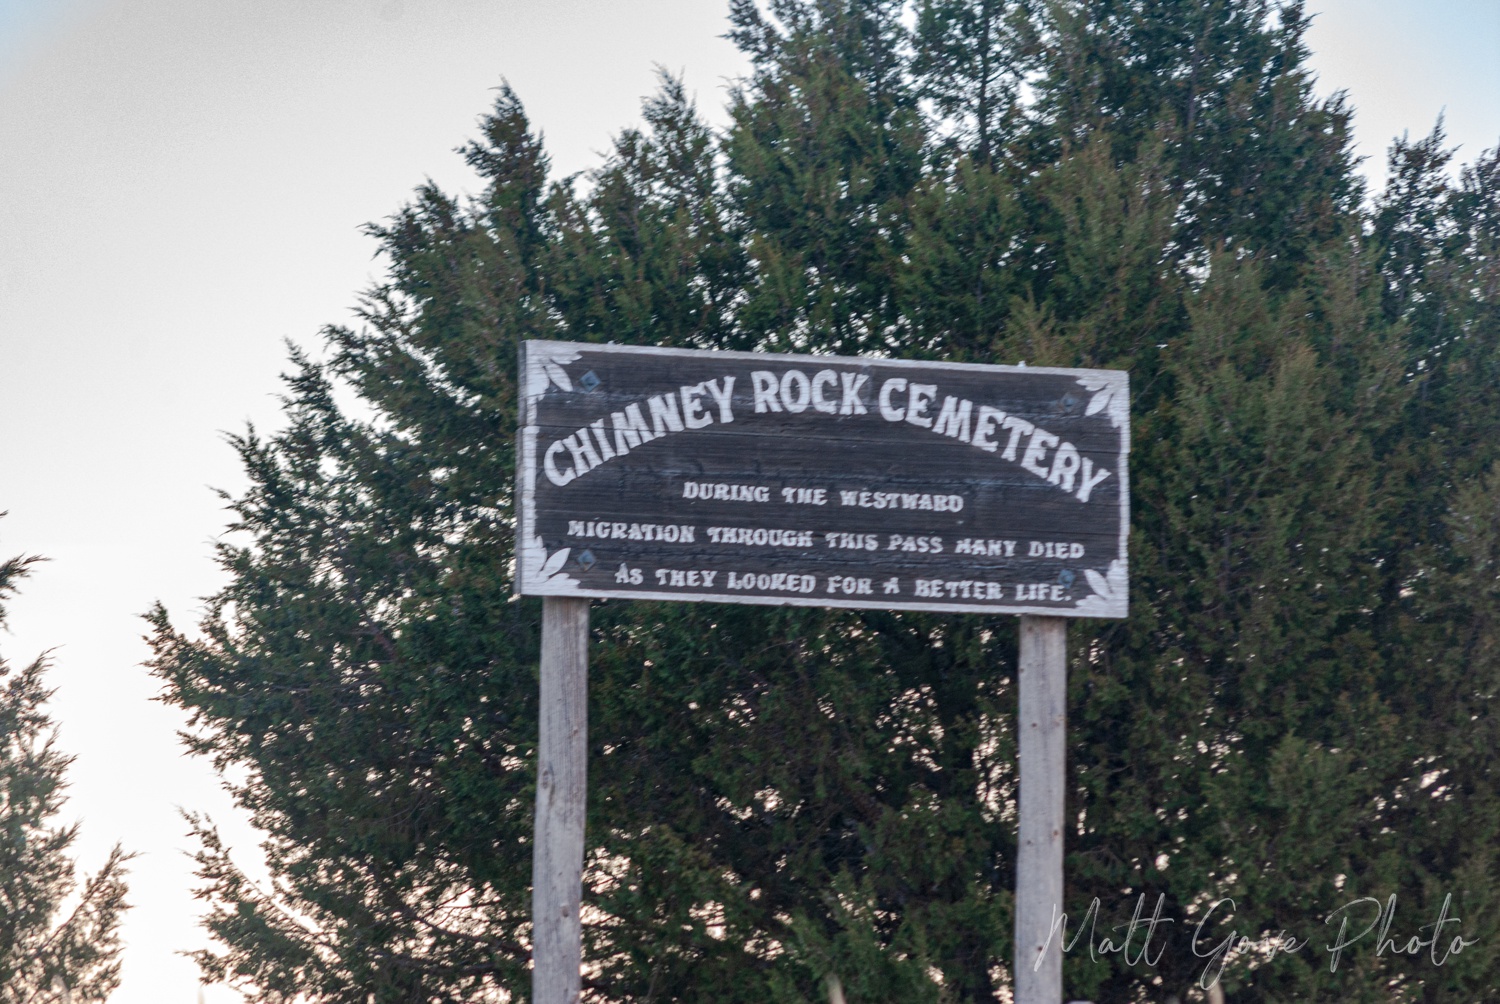 CHIMNEY ROCK CEMETERY
DURING THE WESTWARD
MIGRATION THROUGH THIS PASS MANY DIED
AS THEY LOOKED FOR A BETTER LIFE.
Matt Gove Photo